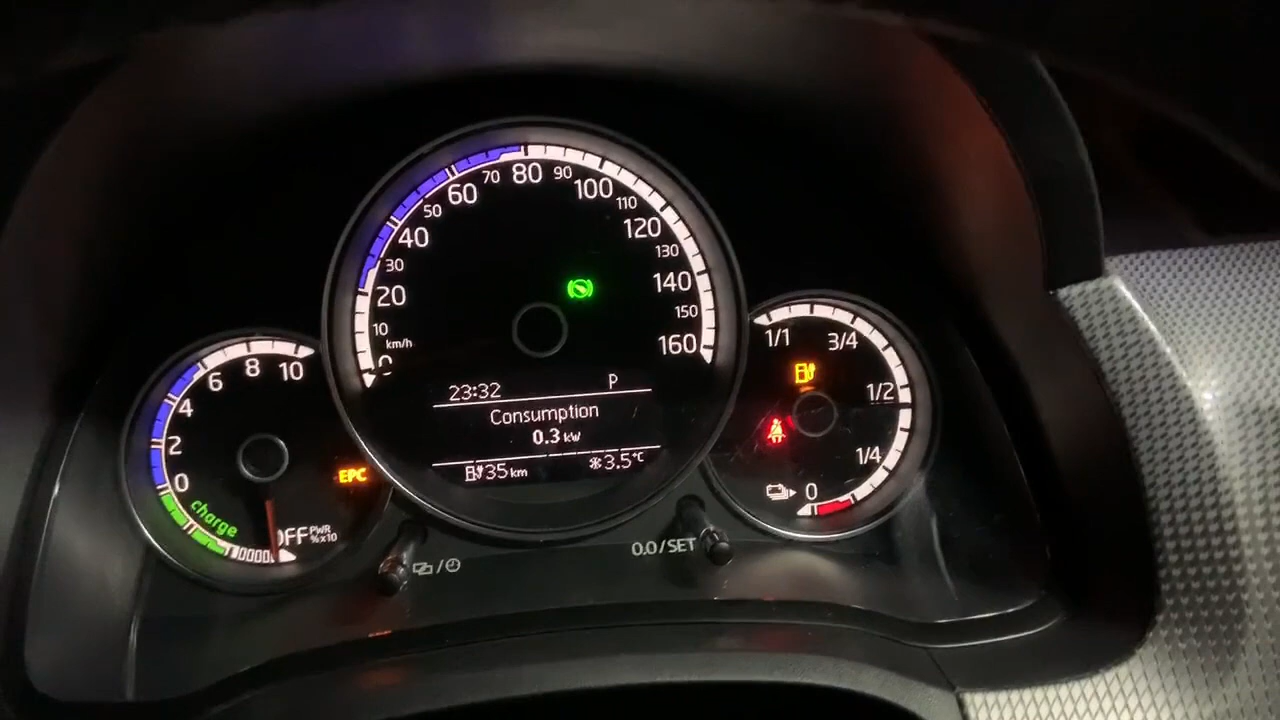 10
20
30
40
50
60
70
80
90
100
110
120
130
140
150
160
km/h
23:32 P
Consumption
0.3 kW
35 km 3.5°C
0
2
4
6
8
10
charge
EPC
PWR
%x10
1/1
3/4
1/2
1/4
0
0.0/SET